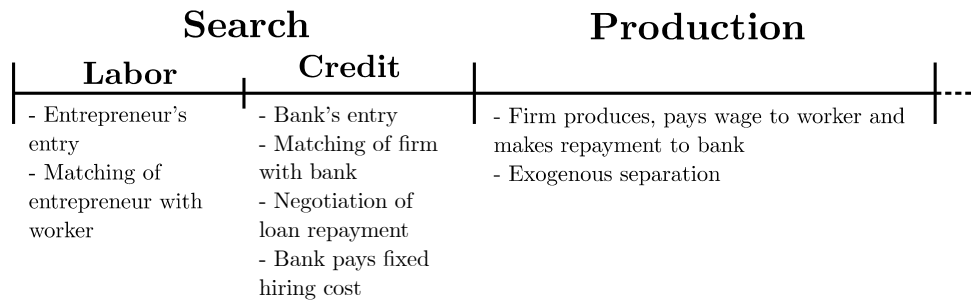 Search
Production
Labor
Credit
- Entrepreneur's
entry
- Matching of
entrepreneur with
worker
- Bank's entry
- Matching of firm
with bank
- Negotiation of
loan repayment
- Bank pays fixed
hiring cost
- Firm produces, pays wage to worker and
makes repayment to bank
- Exogenous separation